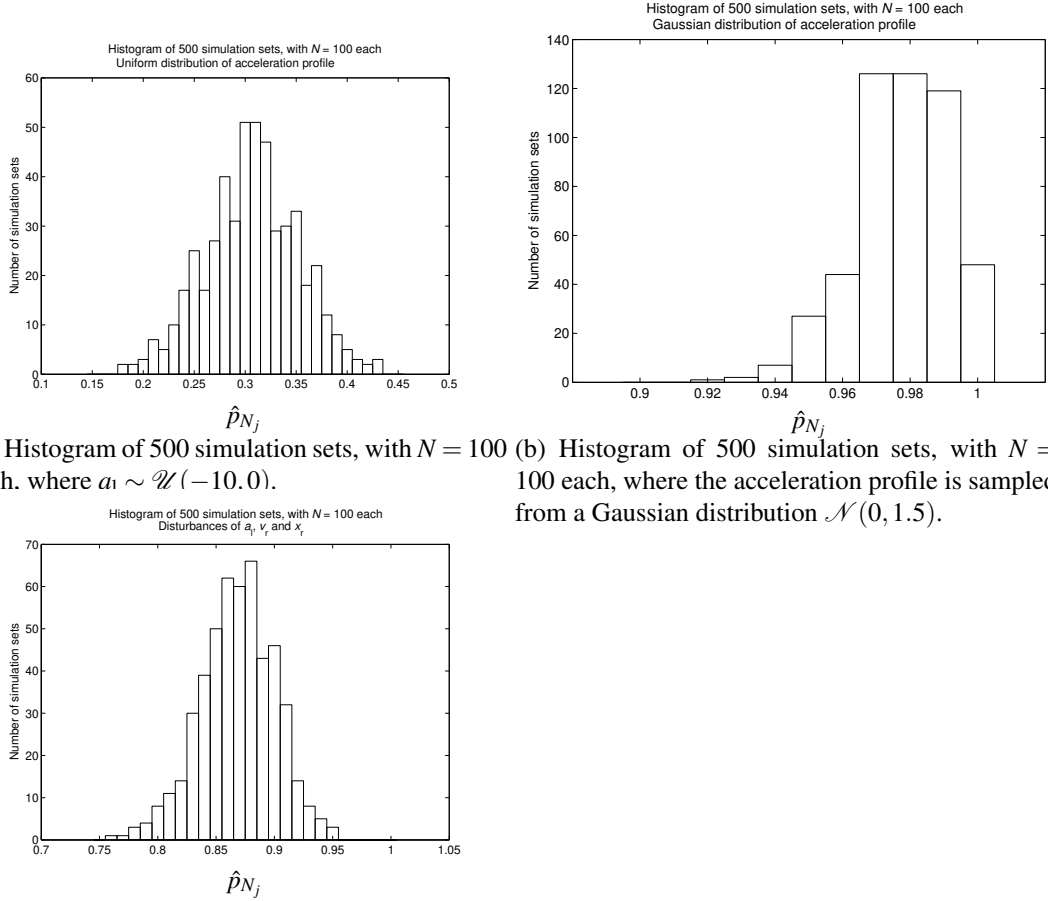 Histogram of 500 simulation sets, with N = 100 each
Uniform distribution of acceleration profile
60
50
40
30
20
10
0
Number of simulation sets
0.1 0.15 0.2 0.25 0.3 0.35 0.4 0.45 0.5
p̂_{N_j}
Histogram of 500 simulation sets, with N = 100
h, where a_l ∼ 𝒰(−10, 0).
Histogram of 500 simulation sets, with N = 100 each
Gaussian distribution of acceleration profile
140
120
100
80
60
40
20
0
Number of simulation sets
0.9 0.92 0.94 0.96 0.98 1
p̂_{N_j}
(b) Histogram of 500 simulation sets, with N =
100 each, where the acceleration profile is sampled
from a Gaussian distribution 𝒩(0, 1.5).
Histogram of 500 simulation sets, with N = 100 each
Disturbances of a_l, v_r and x_r
70
60
50
40
30
20
10
0
Number of simulation sets
0.7 0.75 0.8 0.85 0.9 0.95 1 1.05
p̂_{N_j}